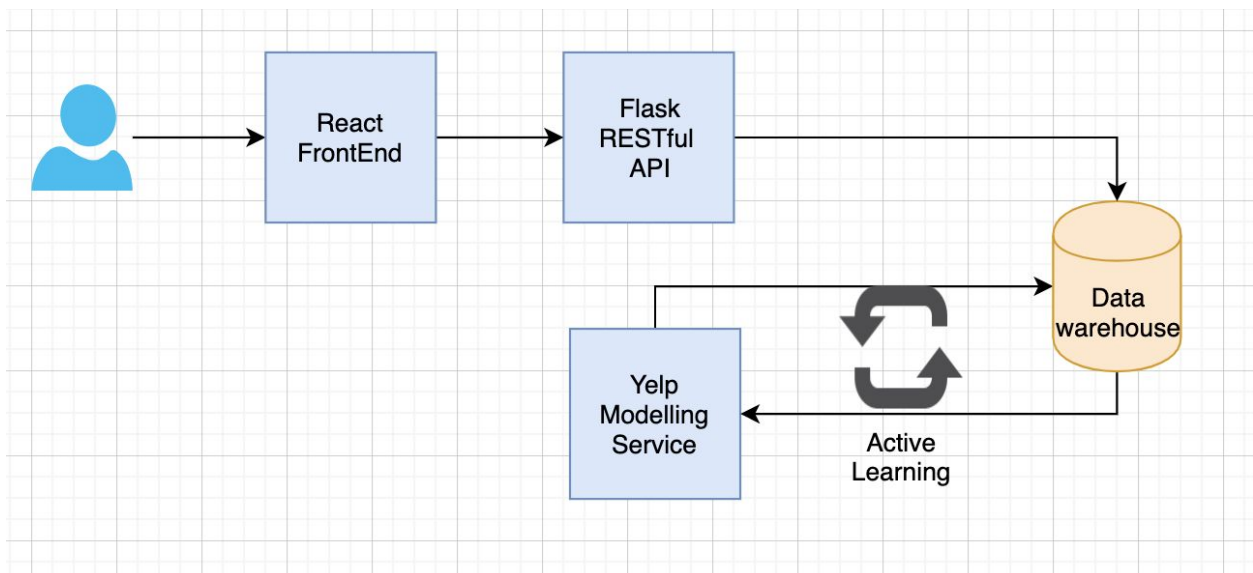 React
FrontEnd
Flask
RESTful
API
Data
warehouse
Yelp
Modelling
Service
Active
Learning